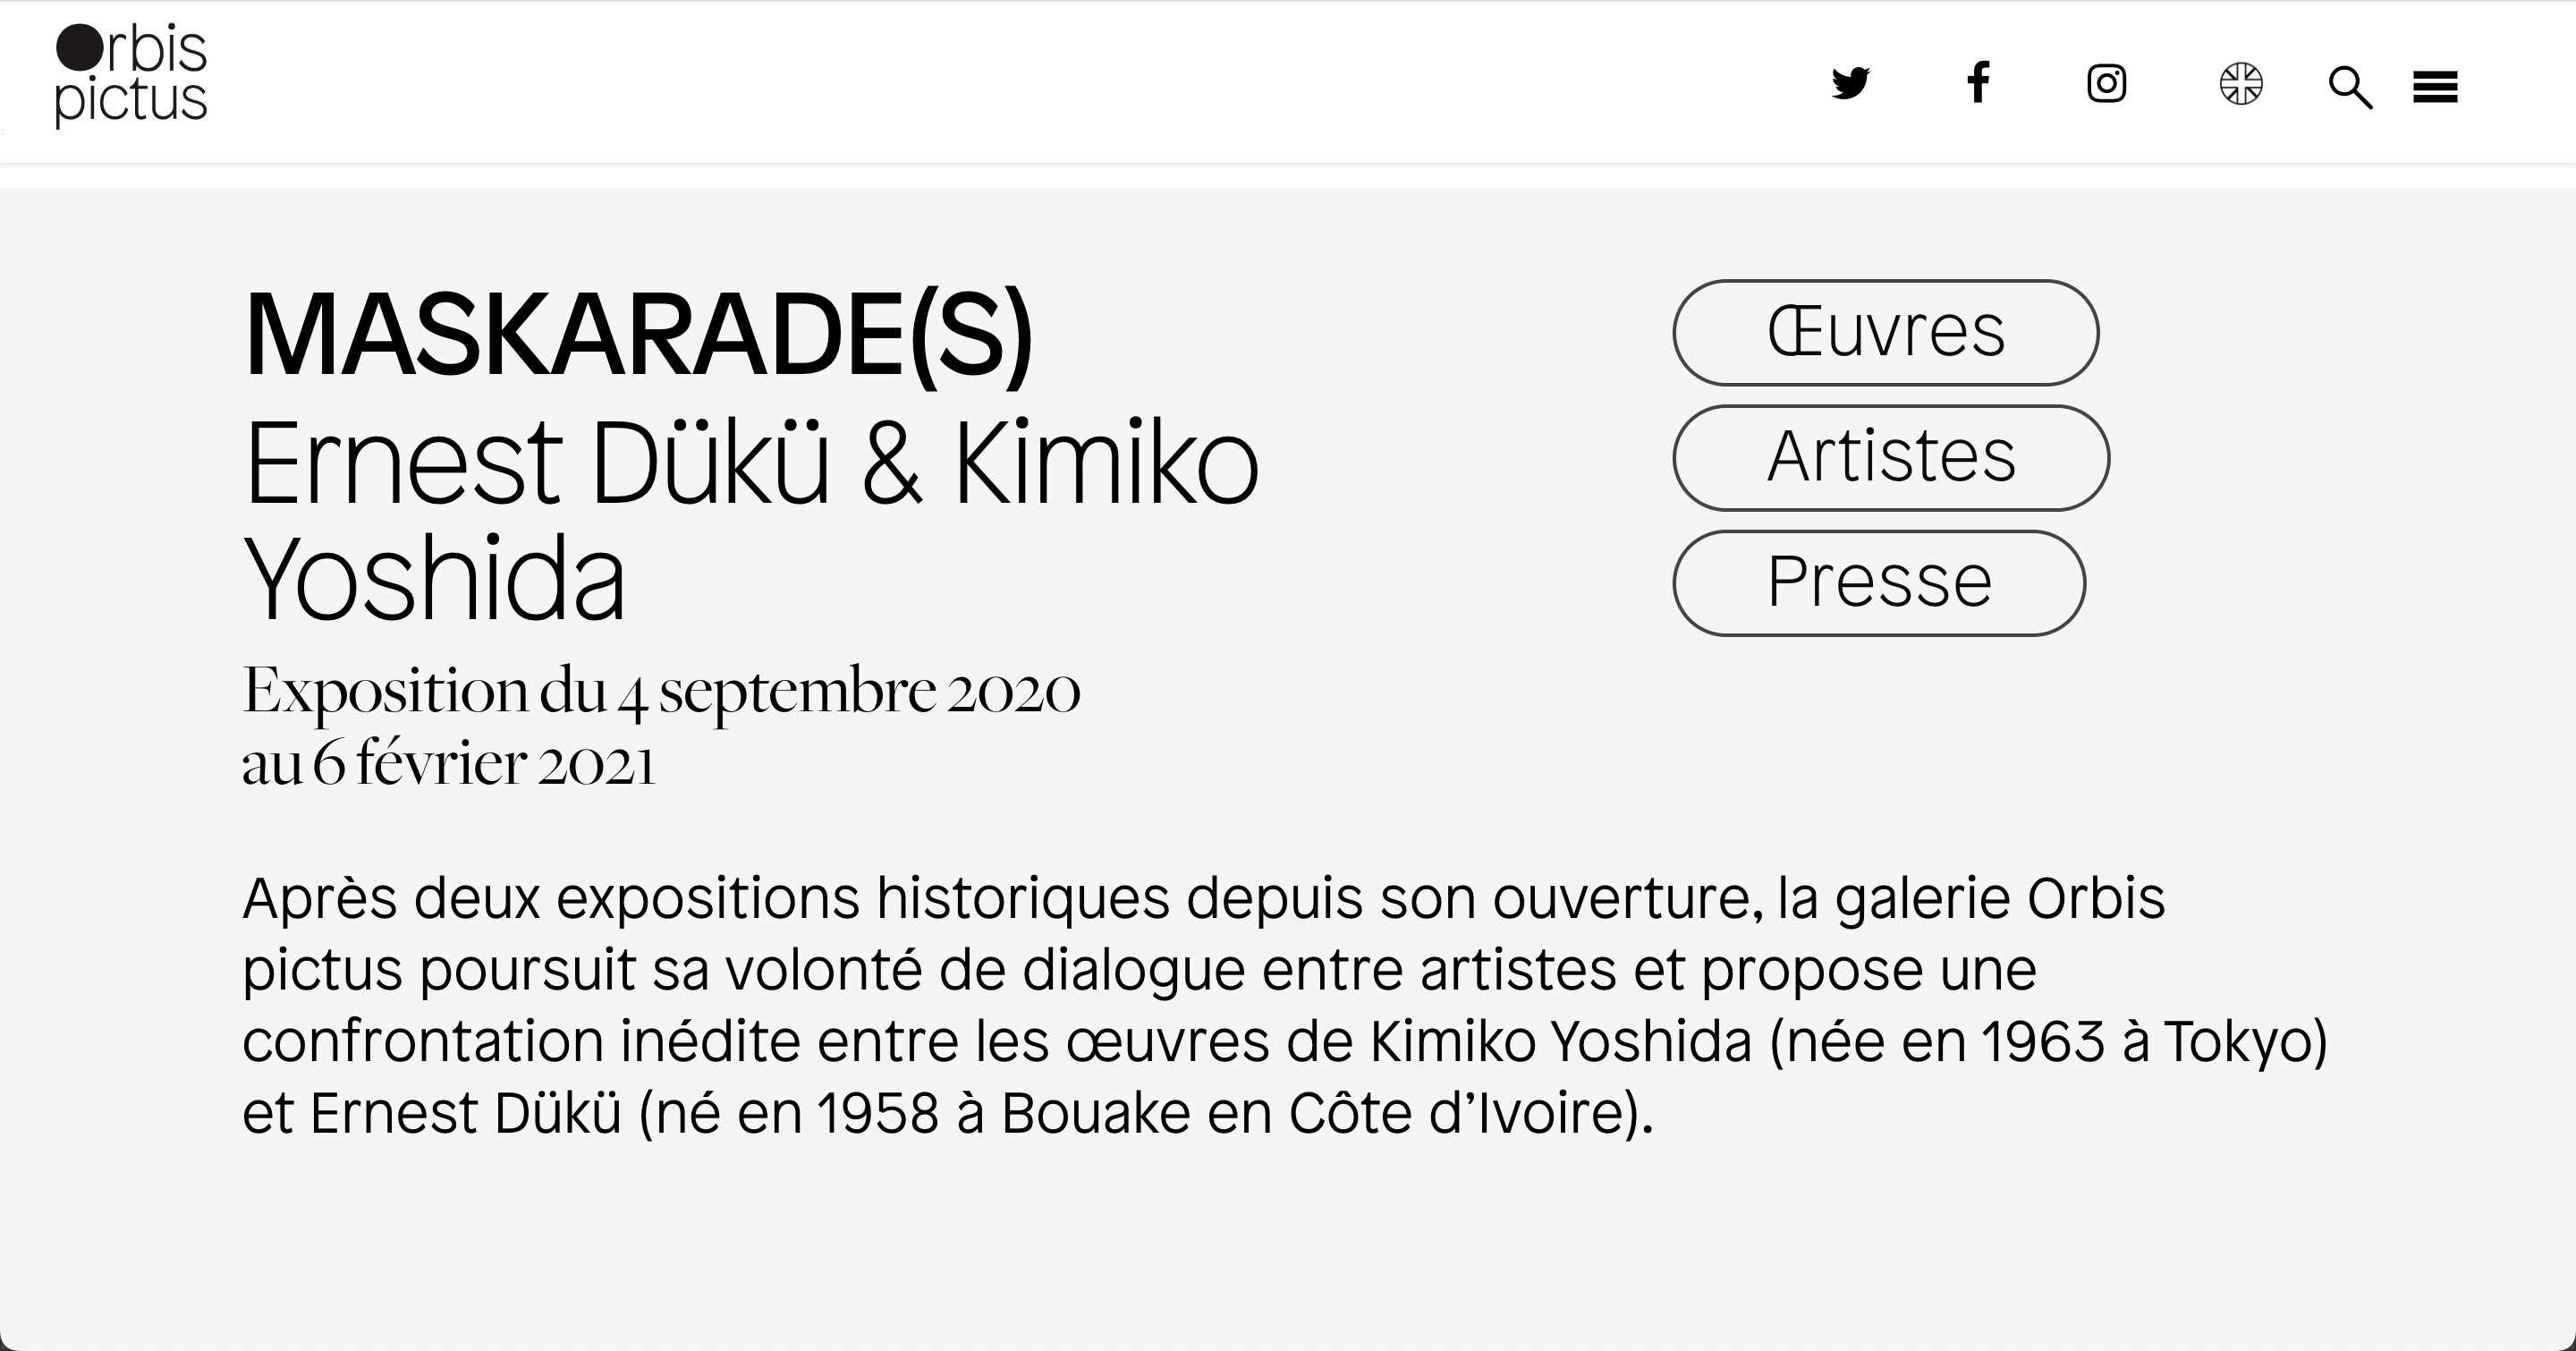 Orbis
pictus
MASKARADE(S)
Ernest Dükü & Kimiko
Yoshida
Exposition du 4 septembre 2020
au 6 février 2021
Œuvres
Artistes
Presse
Après deux expositions historiques depuis son ouverture, la galerie Orbis
pictus poursuit sa volonté de dialogue entre artistes et propose une
confrontation inédite entre les œuvres de Kimiko Yoshida (née en 1963 à Tokyo)
et Ernest Dükü (né en 1958 à Bouake en Côte d’Ivoire).